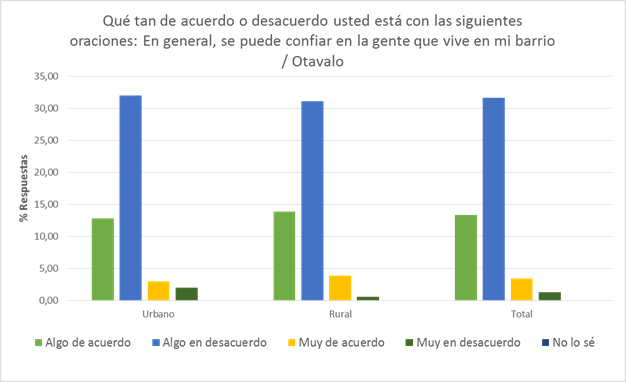 Qué tan de acuerdo o desacuerdo usted está con las siguientes
oraciones: En general, se puede confiar en la gente que vive en mi barrio
/ Otavalo
35,00
30,00
25,00
20,00
15,00
10,00
5,00
0,00
% Respuestas
Urbano Rural Total
Algo de acuerdo Algo en desacuerdo Muy de acuerdo Muy en desacuerdo No lo sé